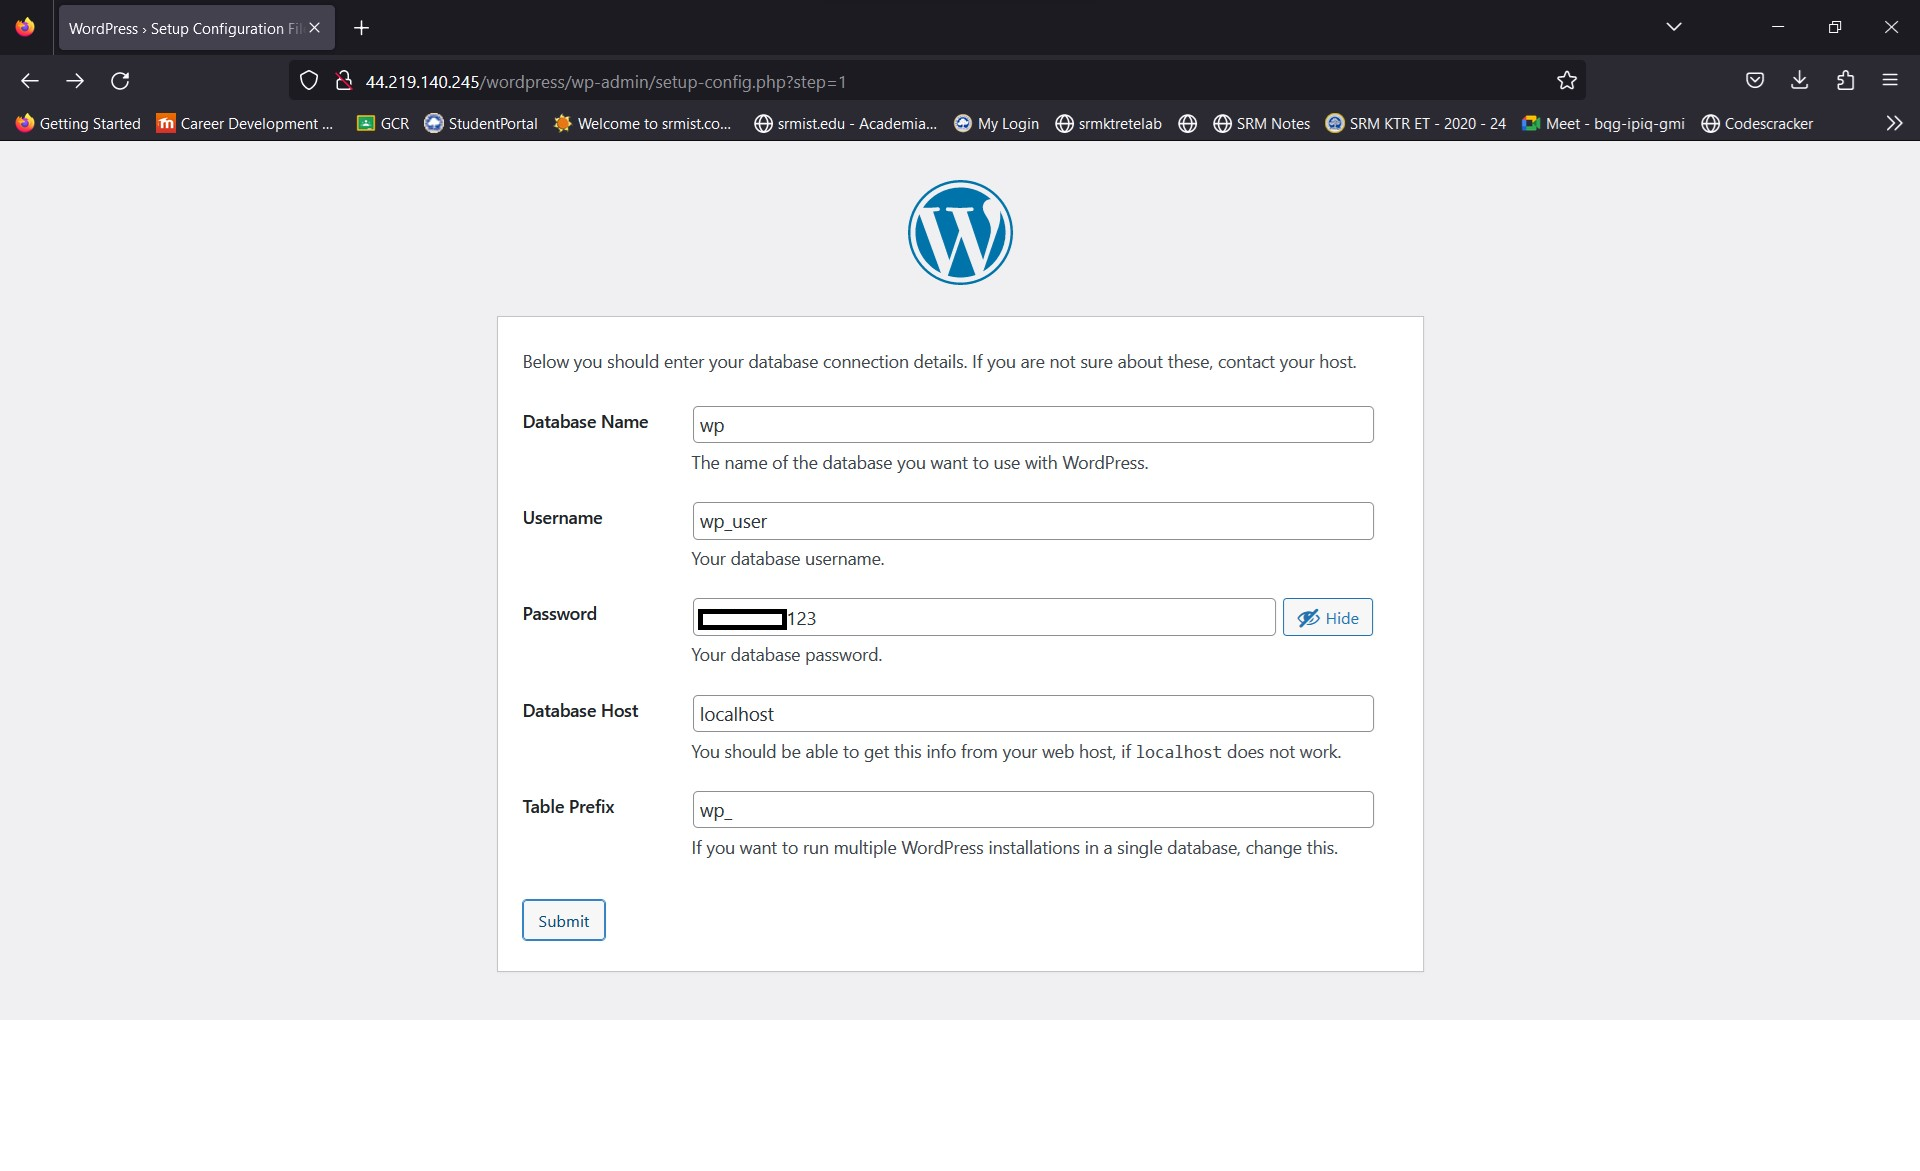 WordPress › Setup Configuration Fil
44.219.140.245/wordpress/wp-admin/setup-config.php?step=1
Getting Started
Career Development ...
GCR
StudentPortal
Welcome to srmist.co...
srmist.edu - Academia...
My Login
srmktretelab
SRM Notes
SRM KTR ET - 2020 - 24
Meet - bqg-ipiq-gmi
Codescracker
Below you should enter your database connection details. If you are not sure about these, contact your host.
Database Name
wp
The name of the database you want to use with WordPress.
Username
wp_user
Your database username.
Password
123
Hide
Your database password.
Database Host
localhost
You should be able to get this info from your web host, if localhost does not work.
Table Prefix
wp_
If you want to run multiple WordPress installations in a single database, change this.
Submit